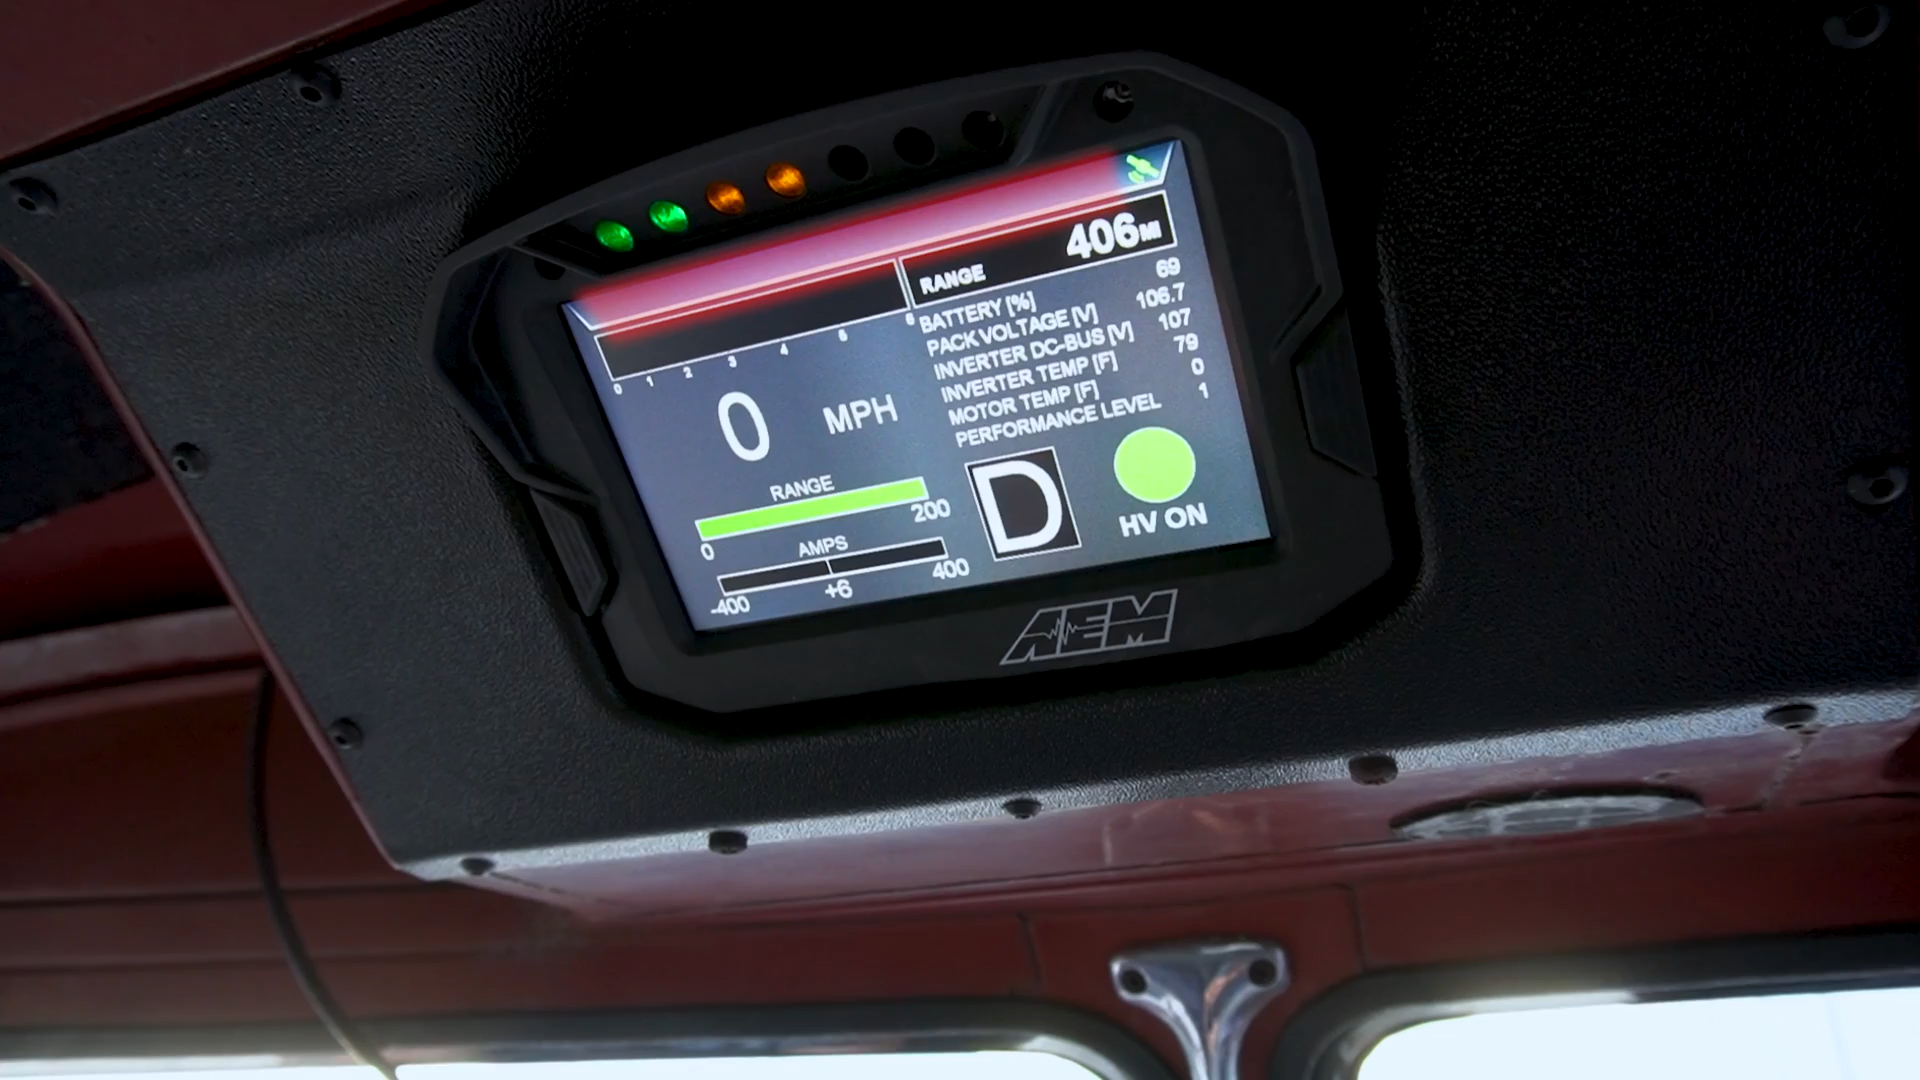 406MI
RANGE
BATTERY [%] 69
PACK VOLTAGE [V] 106.7
INVERTER DC-BUS [V] 107
INVERTER TEMP [F] 79
MOTOR TEMP [F] 0
PERFORMANCE LEVEL 1
0 1 2 3 4 5 6
0 MPH
RANGE
0 200
AMPS
-400 +6 400
D
HV ON
AEM